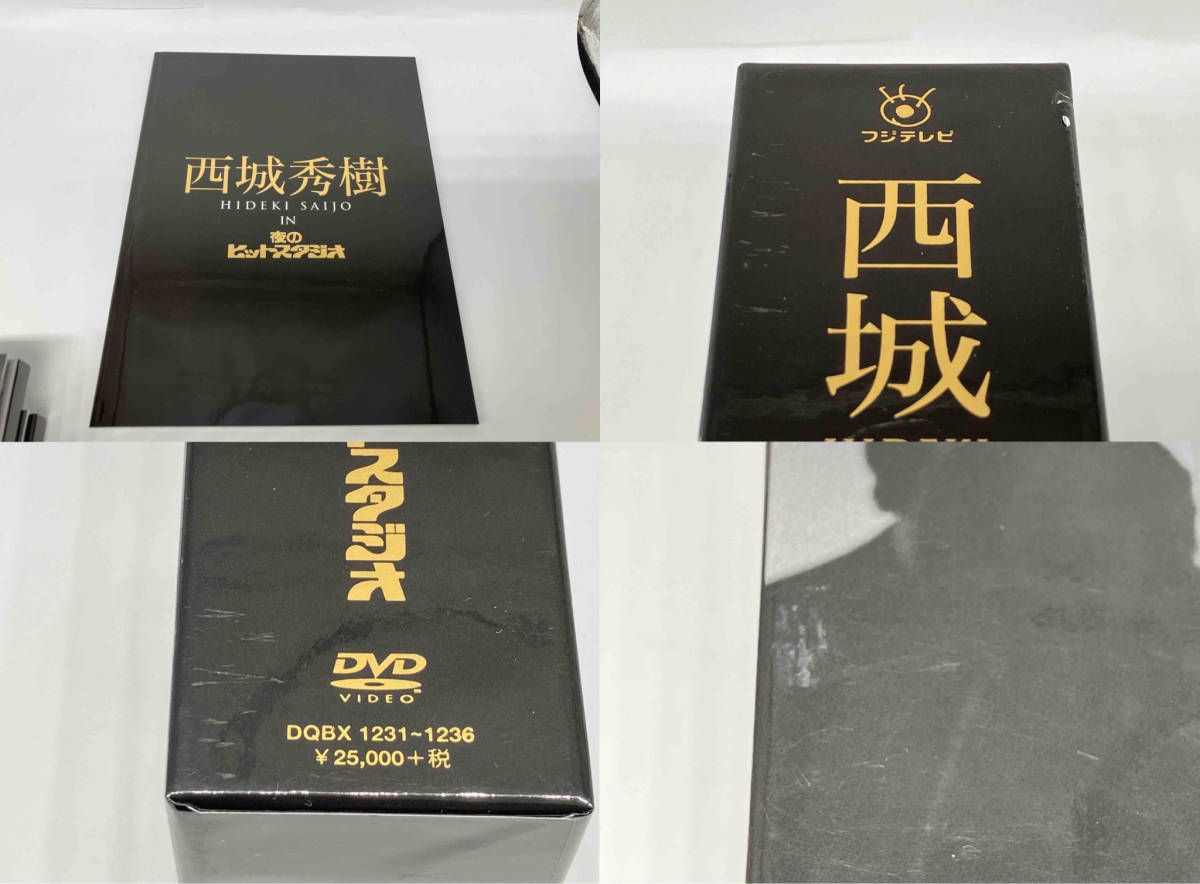 西城秀樹
HIDEKI SAIJO
IN
夜の
ヒットスタジオ
フジテレビ
西城
スタジオ
DVD
VIDEO
DQBX 1231~1236
¥25,000+税